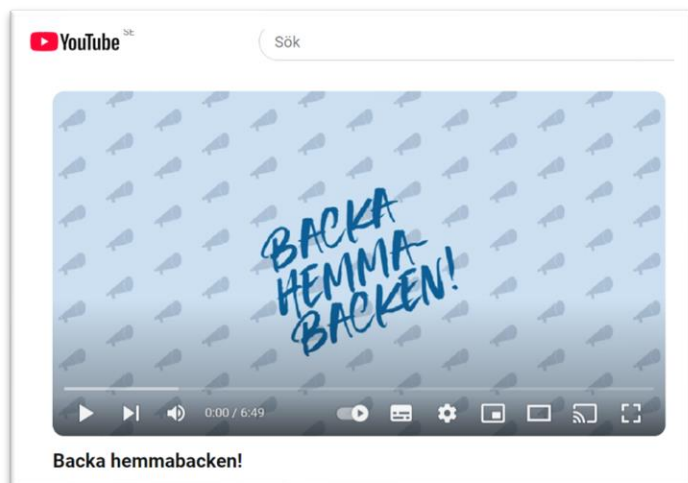 YouTube SE
Sök
BACKA
HEMMA-
BACKEN!
0:00 / 6:49
Backa hemmabacken!